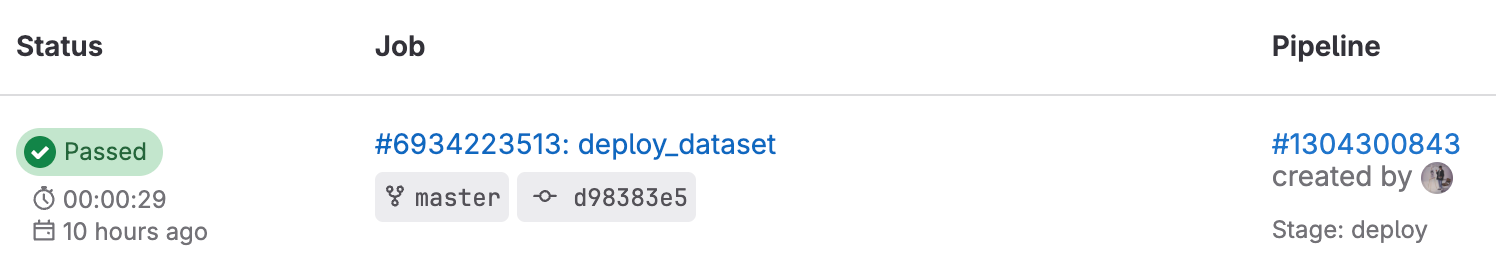 Status Job Pipeline
Passed
00:00:29
10 hours ago
#6934223513: deploy_dataset
master d98383e5
#1304300843
created by
Stage: deploy